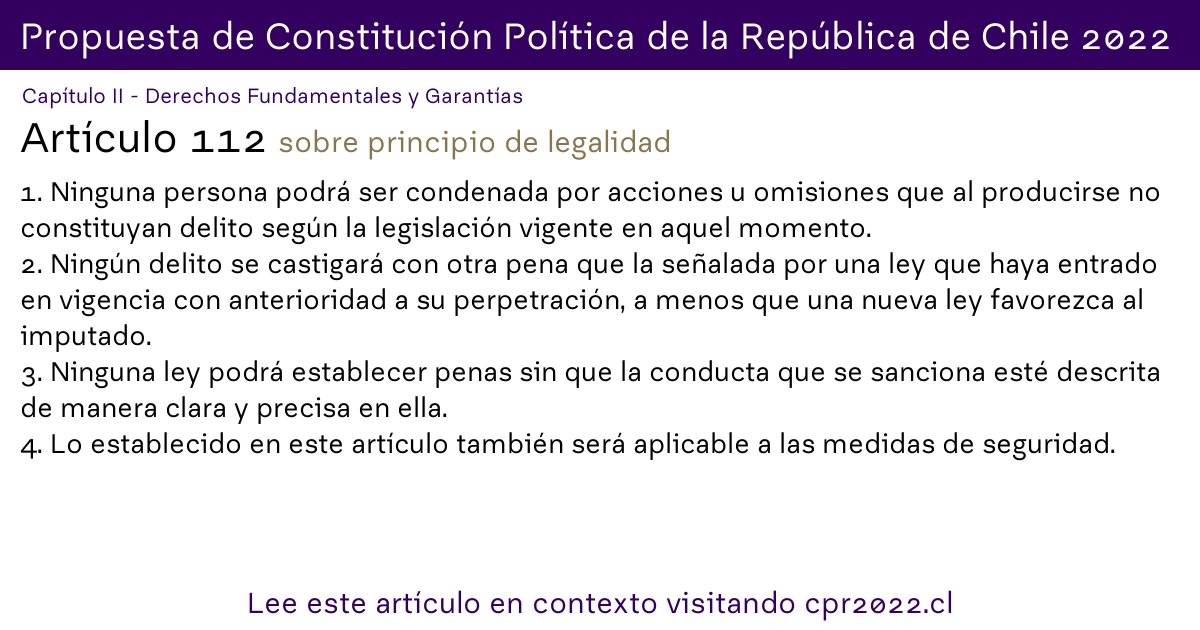 Propuesta de Constitución Política de la República de Chile 2022
Capítulo II - Derechos Fundamentales y Garantías
Artículo 112 sobre principio de legalidad
1. Ninguna persona podrá ser condenada por acciones u omisiones que al producirse no
constituyan delito según la legislación vigente en aquel momento.
2. Ningún delito se castigará con otra pena que la señalada por una ley que haya entrado
en vigencia con anterioridad a su perpetración, a menos que una nueva ley favorezca al
imputado.
3. Ninguna ley podrá establecer penas sin que la conducta que se sanciona esté descrita
de manera clara y precisa en ella.
4. Lo establecido en este artículo también será aplicable a las medidas de seguridad.
Lee este artículo en contexto visitando cpr2022.cl